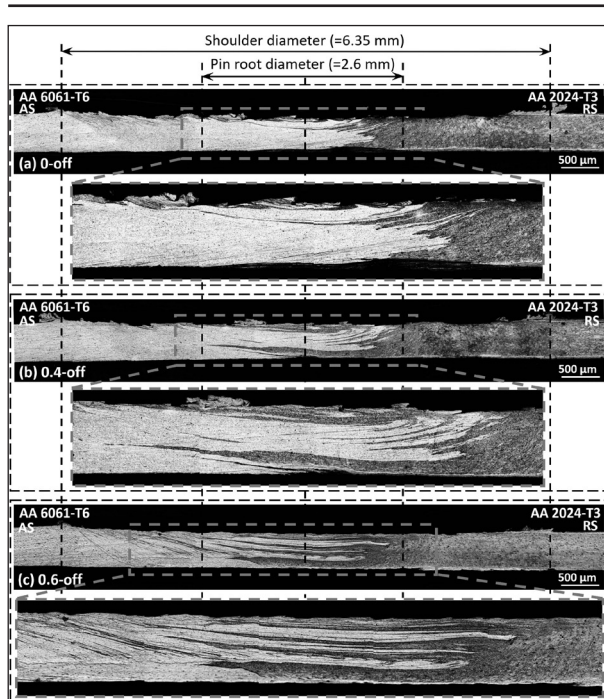 Shoulder diameter (=6.35 mm)
Pin root diameter (=2.6 mm)
AA 6061-T6
AS
AA 2024-T3
RS
(a) 0-off
500 μm
AA 6061-T6
AS
AA 2024-T3
RS
(b) 0.4-off
500 μm
AA 6061-T6
AS
AA 2024-T3
RS
(c) 0.6-off
500 μm